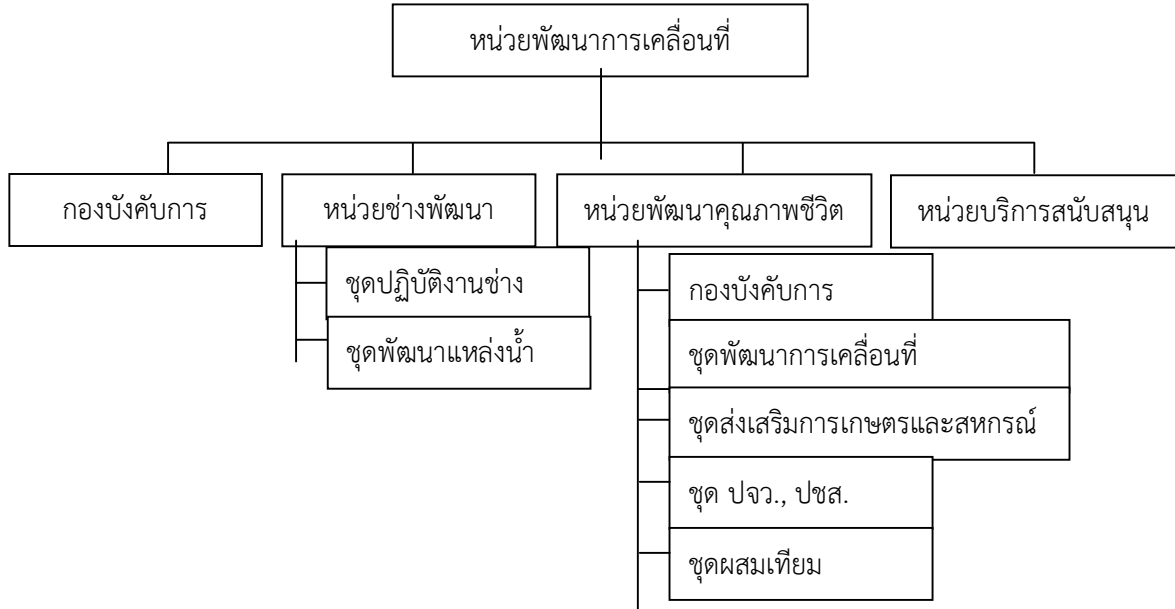 หน่วยพัฒนาการเคลื่อนที่
กองบังคับการ
หน่วยช่างพัฒนา
หน่วยพัฒนาคุณภาพชีวิต
หน่วยบริการสนับสนุน
ชุดปฏิบัติงานช่าง
ชุดพัฒนาแหล่งน้ำ
กองบังคับการ
ชุดพัฒนาการเคลื่อนที่
ชุดส่งเสริมการเกษตรและสหกรณ์
ชุด ปจว., ปชส.
ชุดผสมเทียม